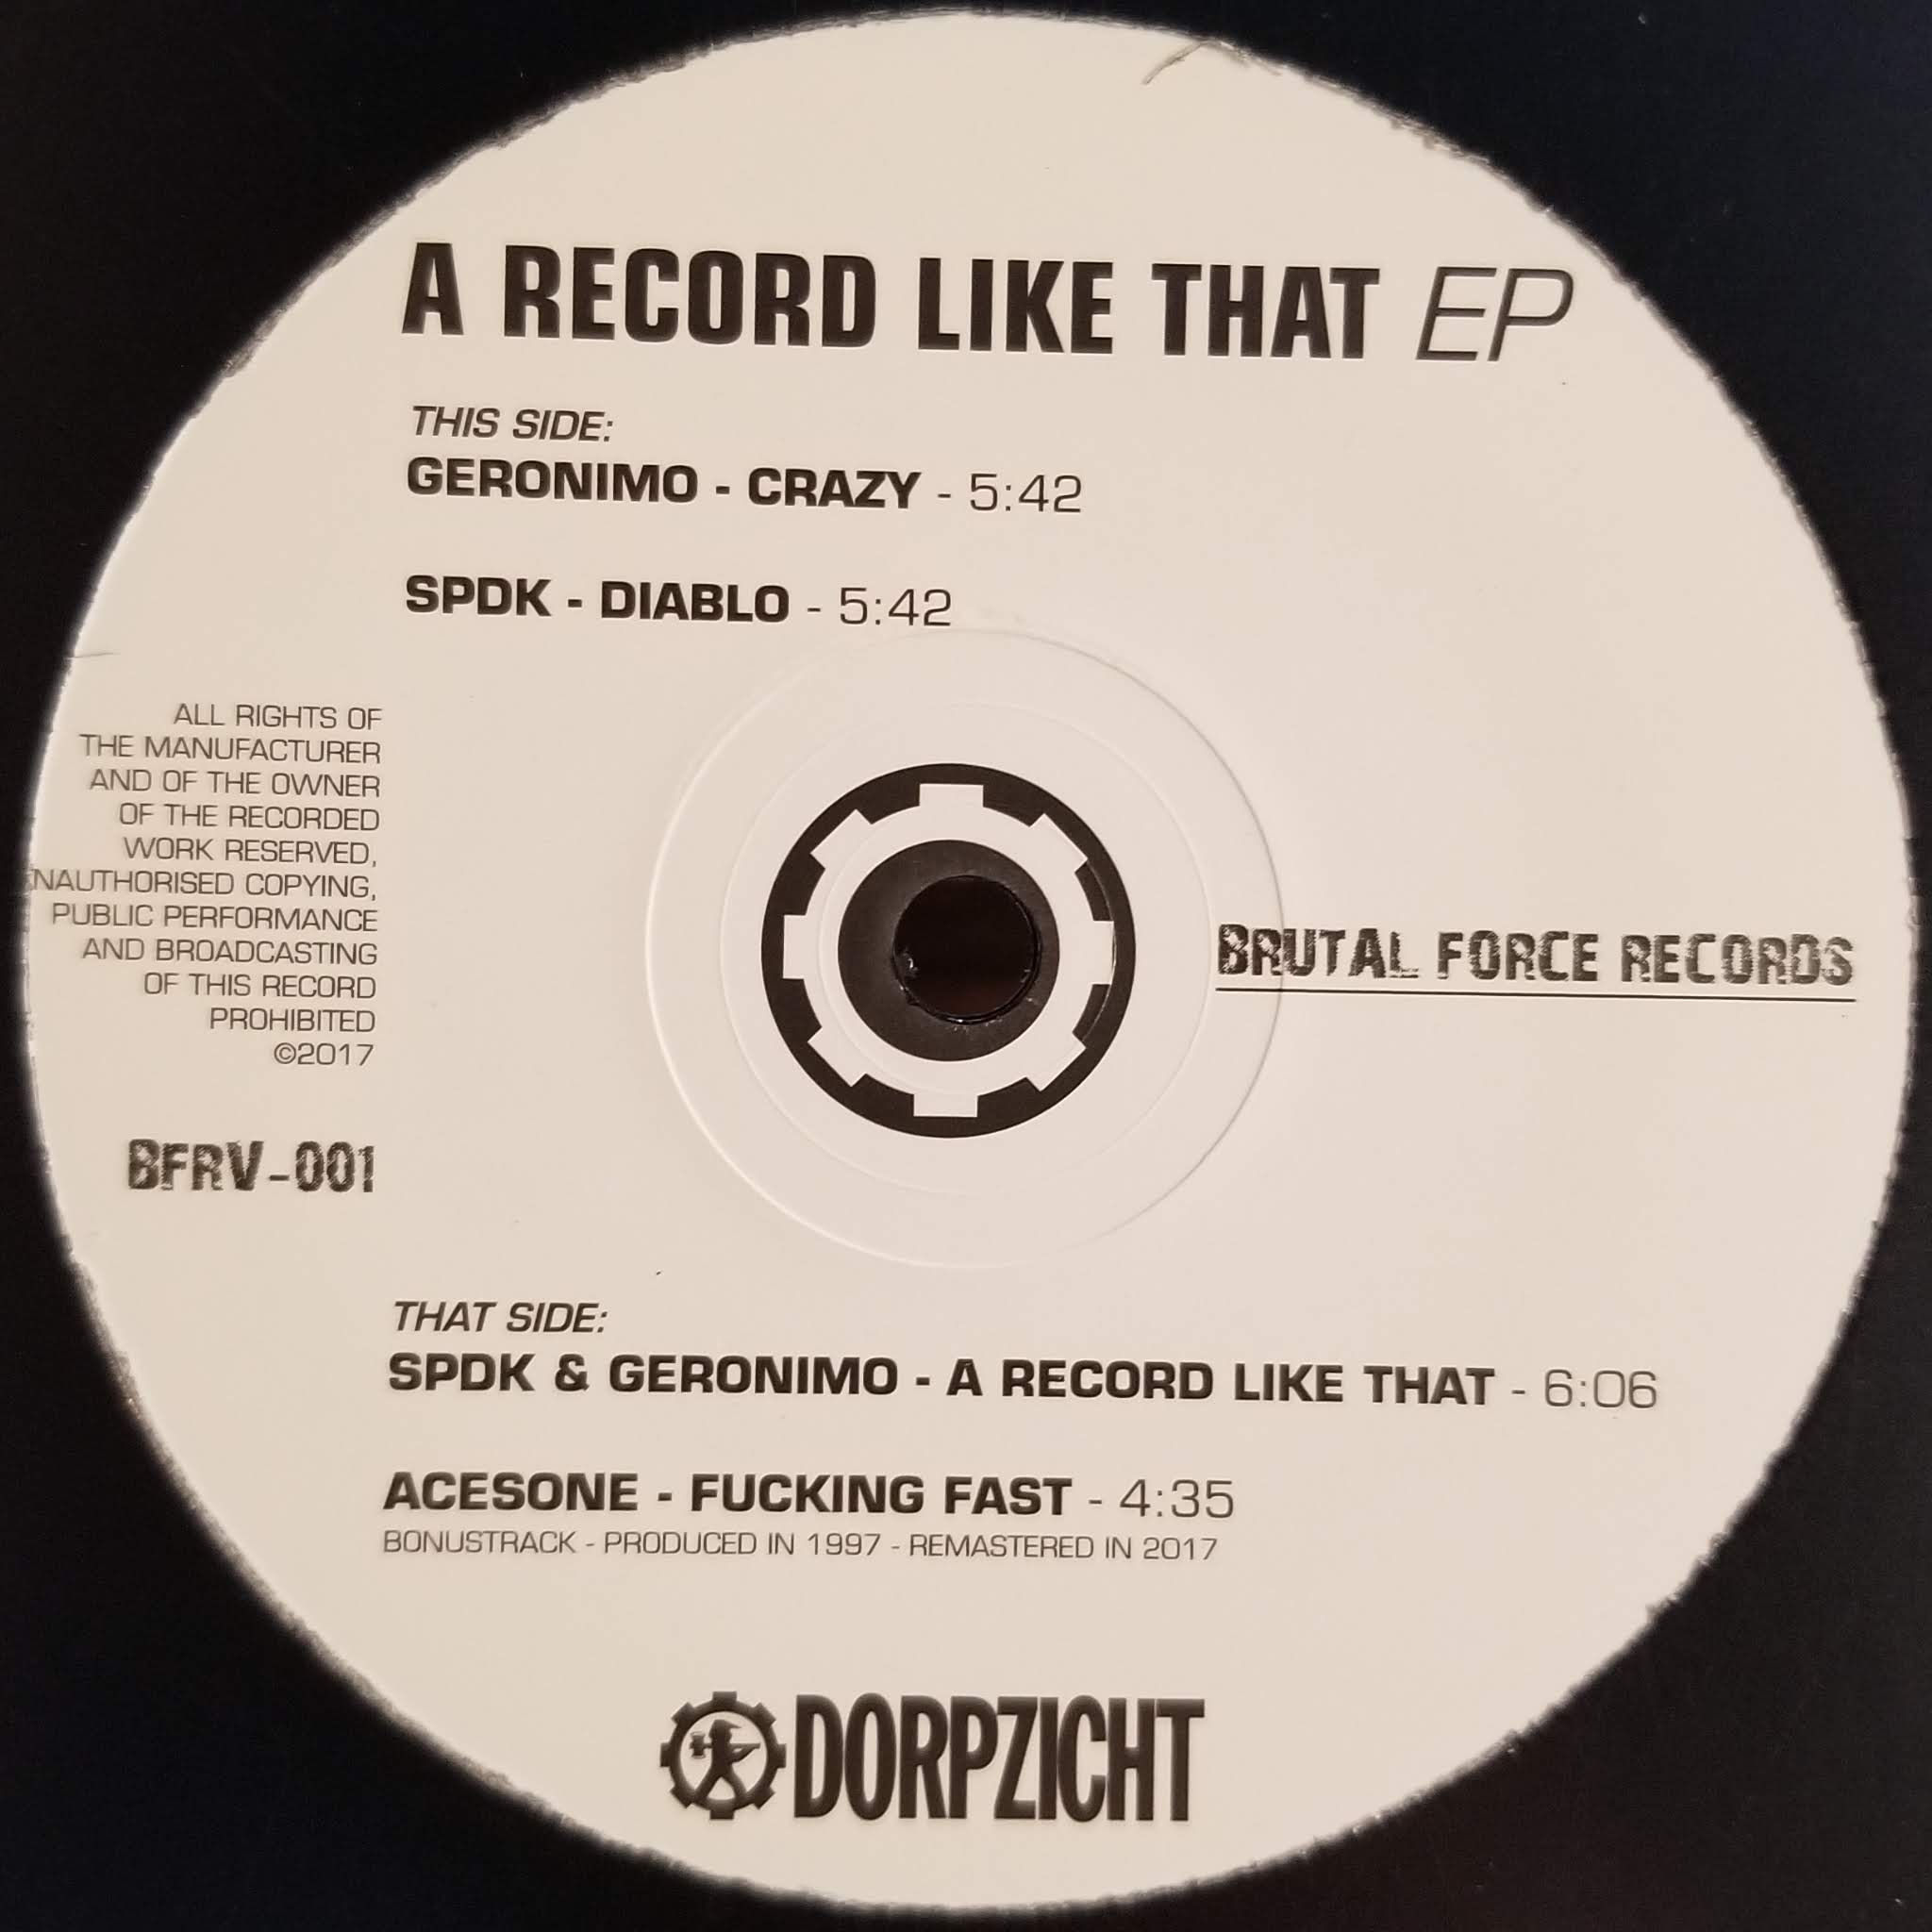 A RECORD LIKE THAT EP
THIS SIDE:
GERONIMO - CRAZY - 5:42
SPDK - DIABLO - 5:42
ALL RIGHTS OF
THE MANUFACTURER
AND OF THE OWNER
OF THE RECORDED
WORK RESERVED,
NAUTHORISED COPYING,
PUBLIC PERFORMANCE
AND BROADCASTING
OF THIS RECORD
PROHIBITED
©2017
BRUTAL FORCE RECORDS
BFRV-001
THAT SIDE:
SPDK & GERONIMO - A RECORD LIKE THAT - 6:06
ACESONE - FUCKING FAST - 4:35
BONUSTRACK - PRODUCED IN 1997 - REMASTERED IN 2017
DORPZICHT